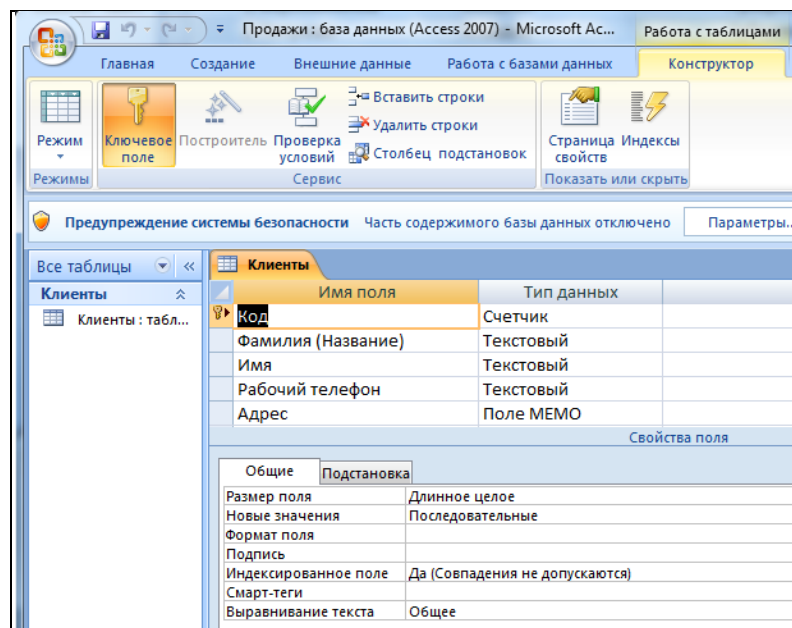 Продажи : база данных (Access 2007) - Microsoft Ac... Работа с таблицами
Главная Создание Внешние данные Работа с базами данных Конструктор
Режим
Ключевое поле
Построитель
Проверка условий
Вставить строки
Удалить строки
Столбец подстановок
Страница свойств
Индексы
Режимы Сервис Показать или скрыть
Предупреждение системы безопасности Часть содержимого базы данных отключено Параметры..
Все таблицы «
Клиенты
Клиенты : табл...
Клиенты
Имя поля Тип данных
Код Счетчик
Фамилия (Название) Текстовый
Имя Текстовый
Рабочий телефон Текстовый
Адрес Поле МЕМО
Свойства поля
Общие Подстановка
Размер поля Длинное целое
Новые значения Последовательные
Формат поля
Подпись
Индексированное поле Да (Совпадения не допускаются)
Смарт-теги
Выравнивание текста Общее